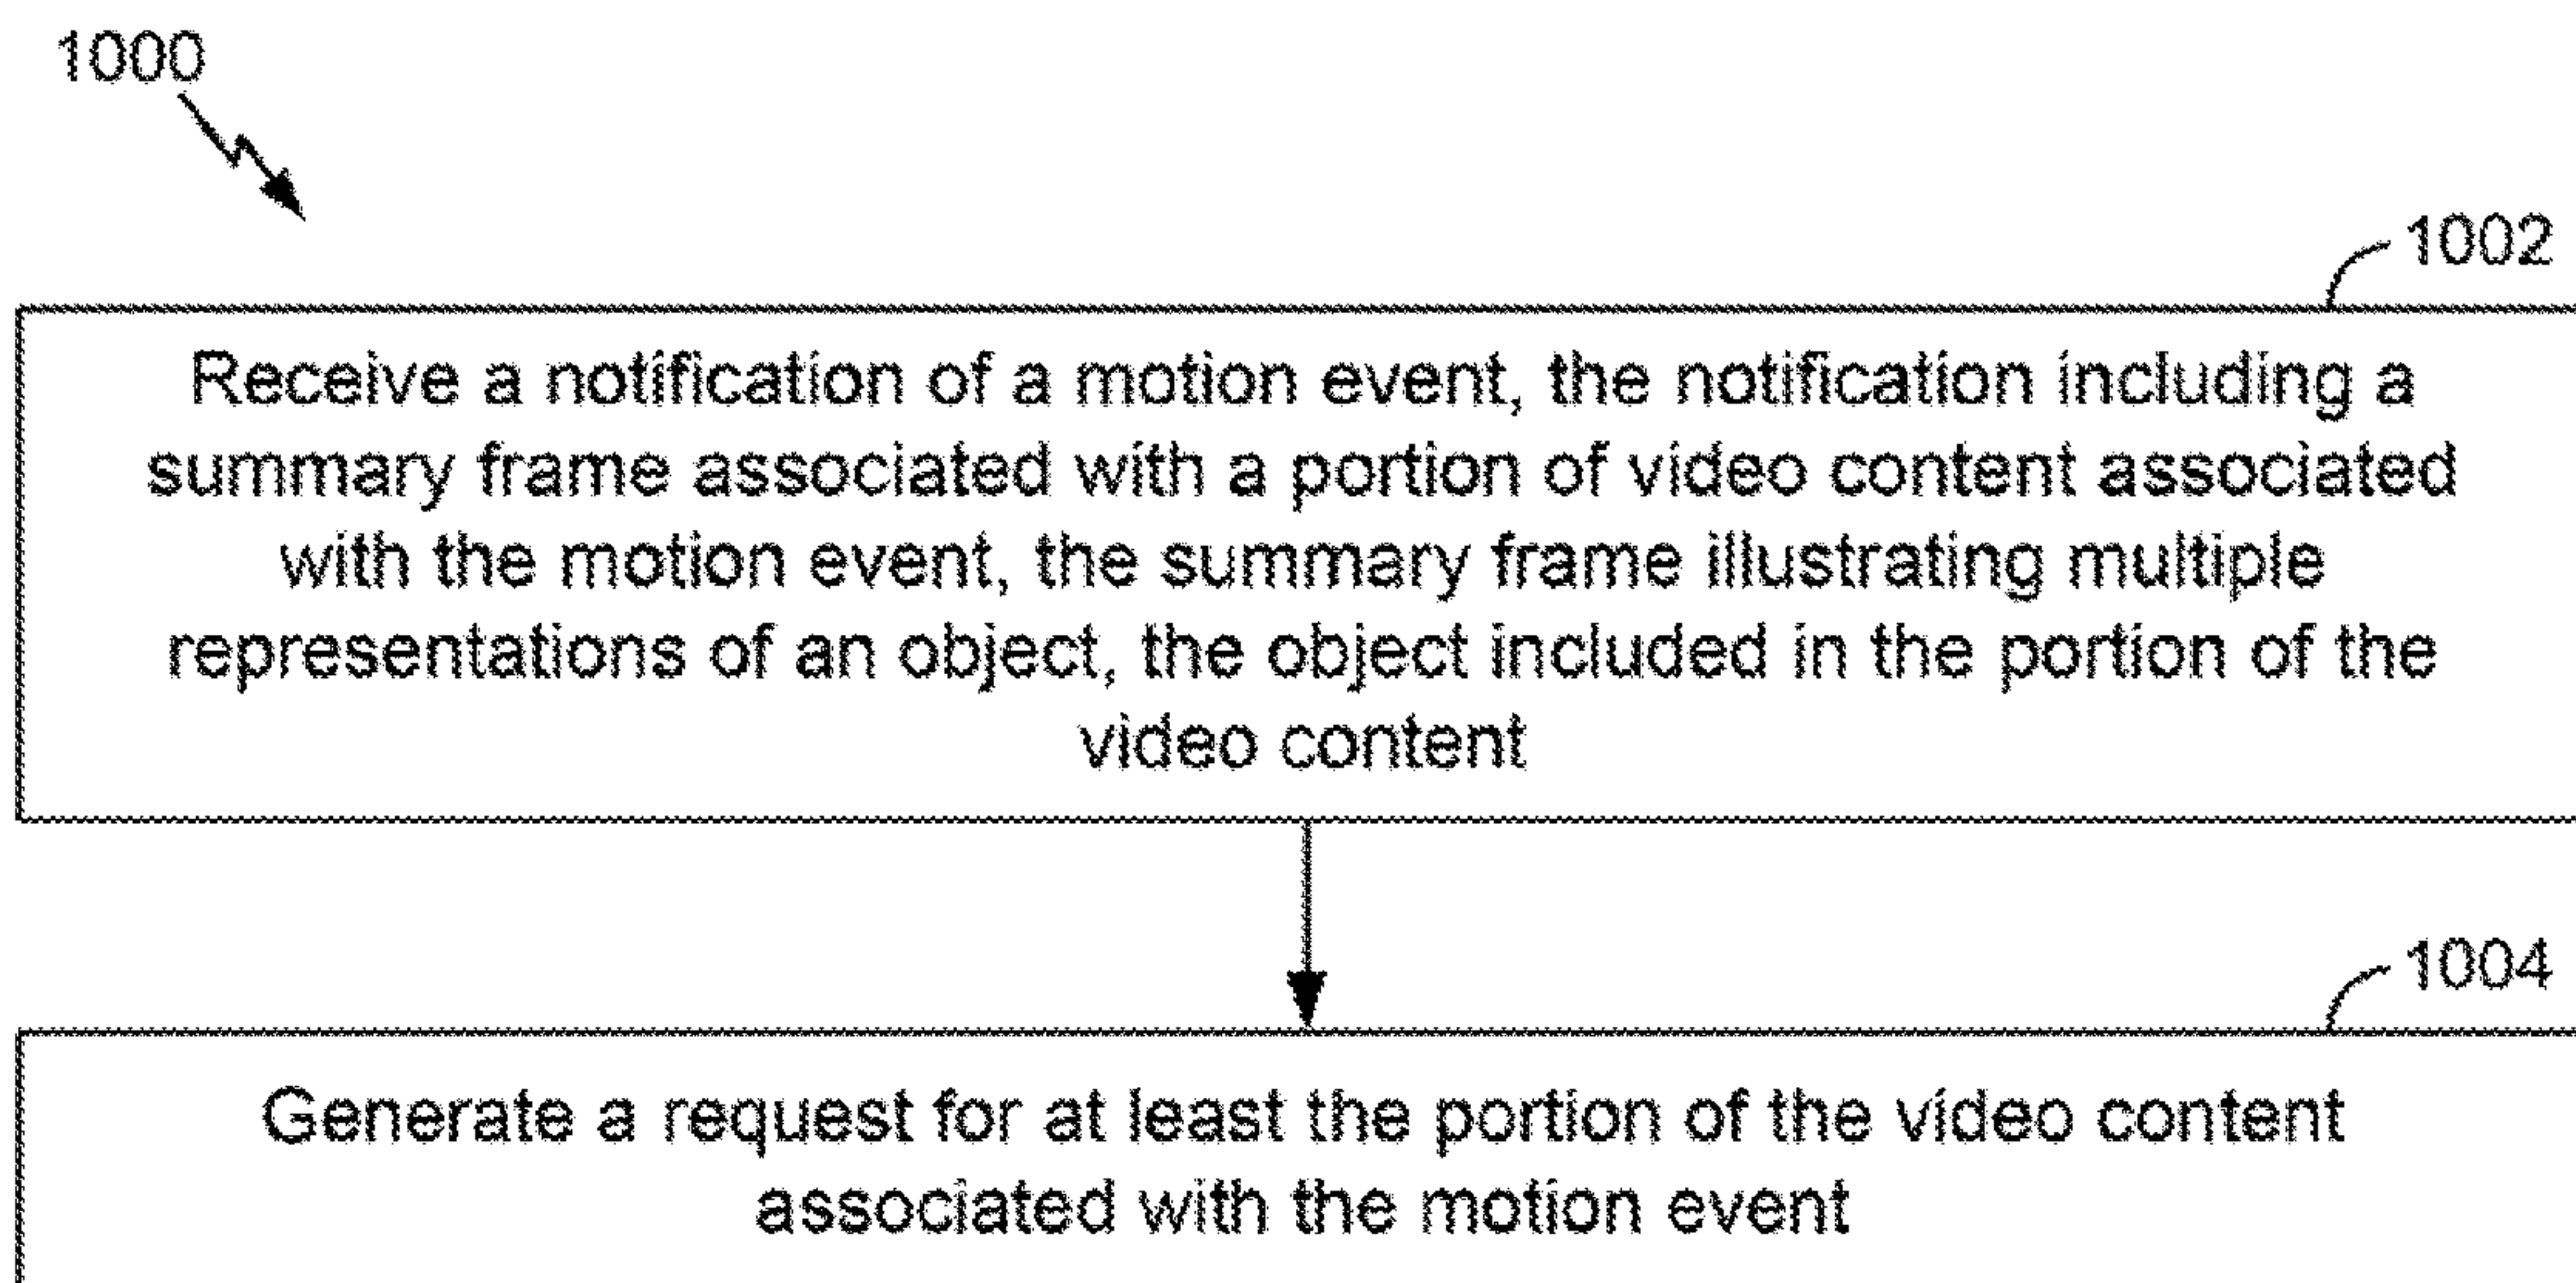 1000
1002
Receive a notification of a motion event, the notification including a
summary frame associated with a portion of video content associated
with the motion event, the summary frame illustrating multiple
representations of an object, the object included in the portion of the
video content
1004
Generate a request for at least the portion of the video content
associated with the motion event